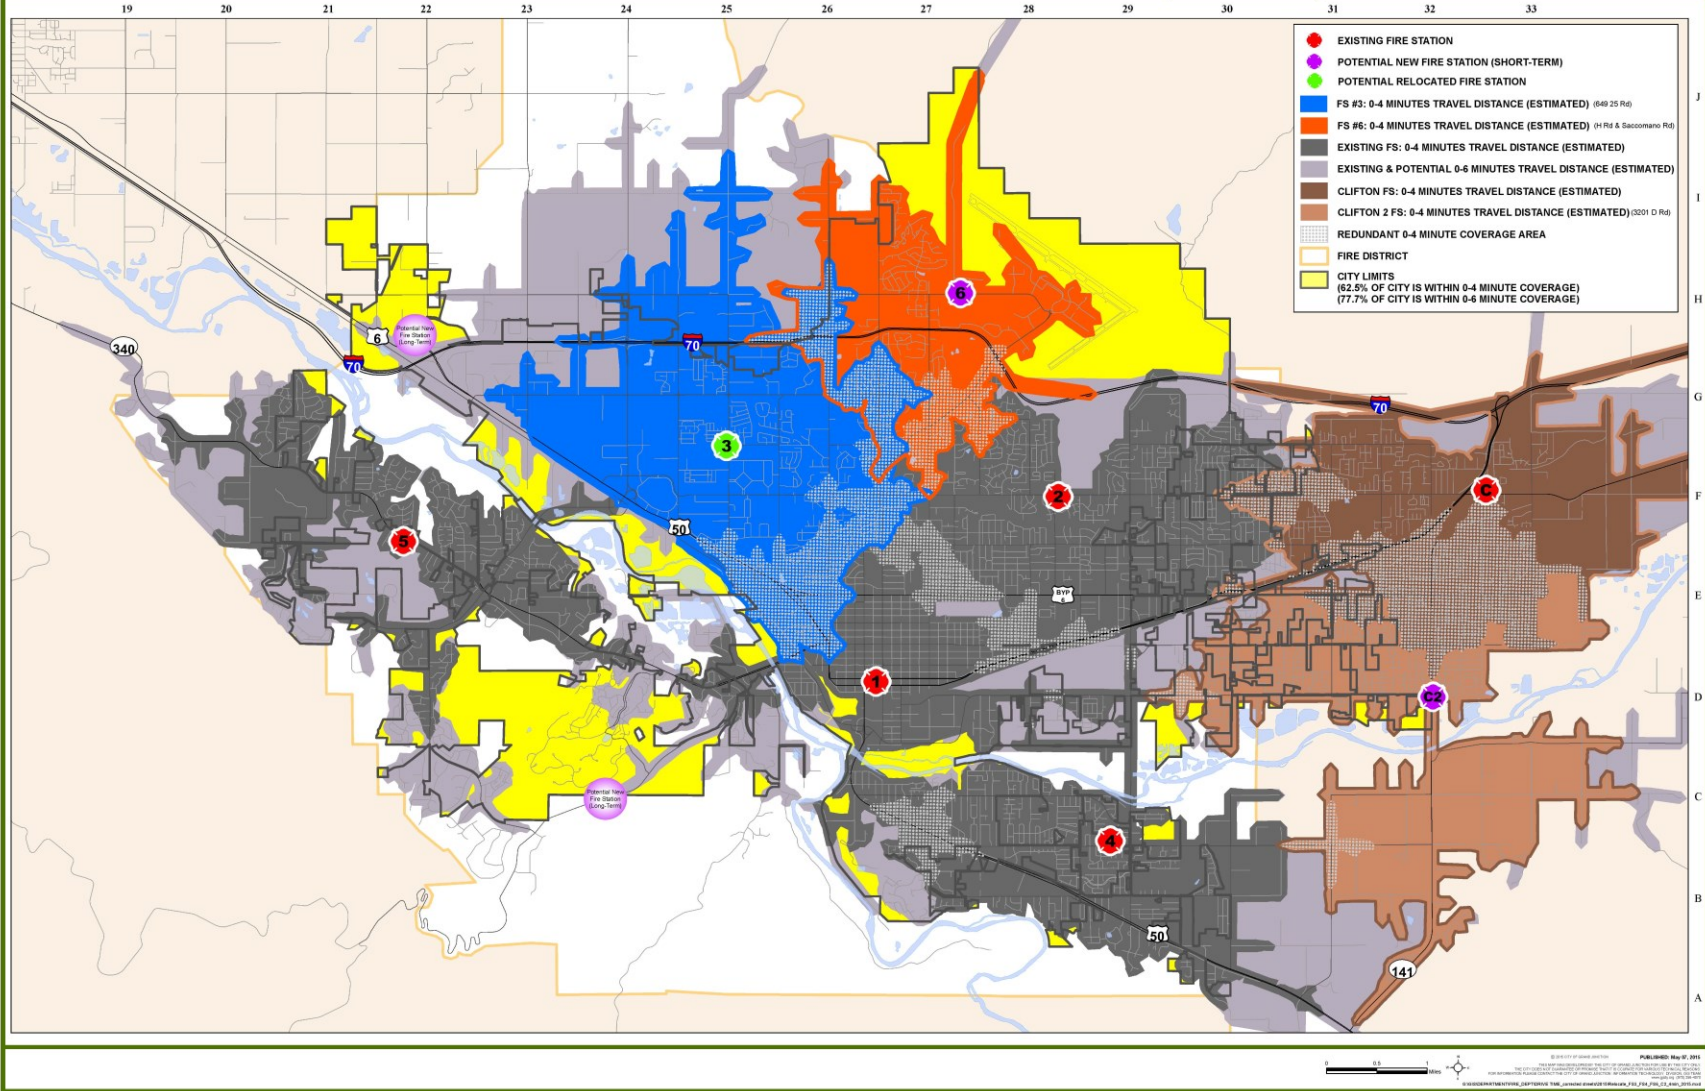 19 20 21 22 23 24 25 26 27 28 29 30 31 32 33
EXISTING FIRE STATION
POTENTIAL NEW FIRE STATION (SHORT-TERM)
POTENTIAL RELOCATED FIRE STATION
FS #3: 0-4 MINUTES TRAVEL DISTANCE (ESTIMATED) (649 25 Rd)
FS #6: 0-4 MINUTES TRAVEL DISTANCE (ESTIMATED) (H Rd & Saccomano Rd)
EXISTING FS: 0-4 MINUTES TRAVEL DISTANCE (ESTIMATED)
EXISTING & POTENTIAL 0-6 MINUTES TRAVEL DISTANCE (ESTIMATED)
CLIFTON FS: 0-4 MINUTES TRAVEL DISTANCE (ESTIMATED)
CLIFTON 2 FS: 0-4 MINUTES TRAVEL DISTANCE (ESTIMATED) (3201 D Rd)
REDUNDANT 0-4 MINUTE COVERAGE AREA
FIRE DISTRICT
CITY LIMITS
(62.5% OF CITY IS WITHIN 0-4 MINUTE COVERAGE)
(77.7% OF CITY IS WITHIN 0-6 MINUTE COVERAGE)
J
I
H
G
F
E
D
C
B
A
6
Potential New
Fire Station
(Long-Term)
6
340
70
70
70
3
2
C
50
5
BYP
6
1
C2
Potential New
Fire Station
(Long-Term)
4
50
141
0 0.5 1
Miles
PUBLISHED: May 07, 2015